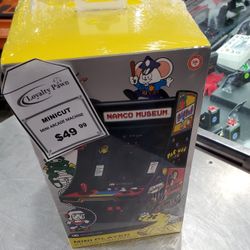 Loyalty Pawn
MINICUT
MINI ARCADE MACHINE
$49.99
NAMCO MUSEUM
MINI PLAYER